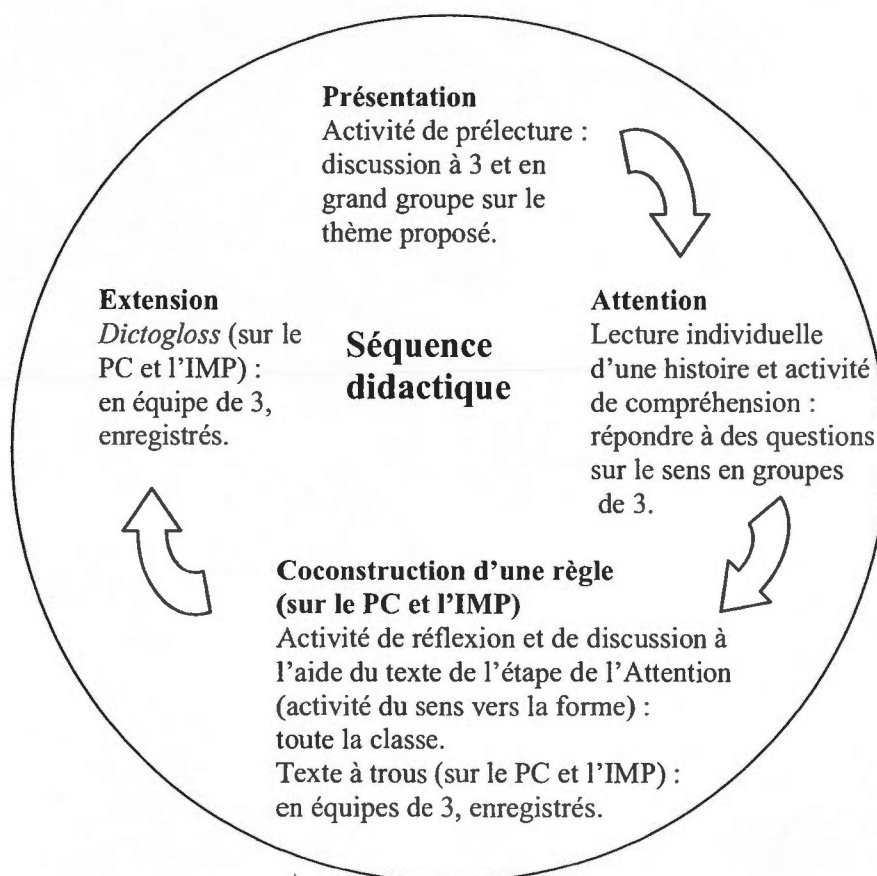 Présentation
Activité de prélecture :
discussion à 3 et en
grand groupe sur le
thème proposé.
Attention
Lecture individuelle
d'une histoire et activité
de compréhension :
répondre à des questions
sur le sens en groupes
de 3.
Coconstruction d'une règle
(sur le PC et l'IMP)
Activité de réflexion et de discussion à
l'aide du texte de l'étape de l'Attention
(activité du sens vers la forme) :
toute la classe.
Texte à trous (sur le PC et l'IMP) :
en équipes de 3, enregistrés.
Extension
Dictogloss (sur le
PC et l'IMP) :
en équipe de 3,
enregistrés.
Séquence
didactique